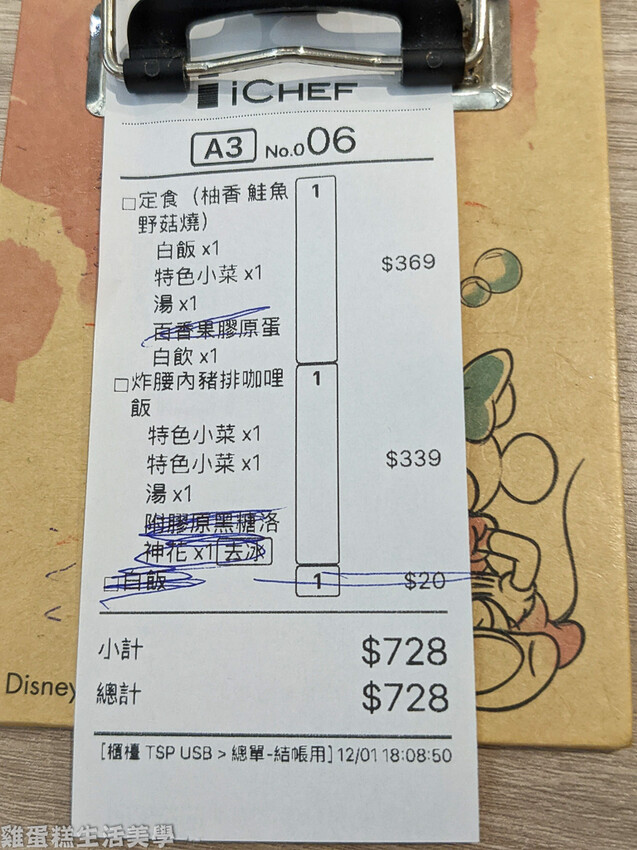 iCHEF
A3 No.006
□定食（柚香 鮭魚 1
野菇燒）
白飯 x1
$369
特色小菜 x1
湯 x1
百香果膠原蛋
白飲 x1
□炸腰內豬排咖哩 1
飯
特色小菜 x1
$339
特色小菜 x1
湯 x1
附膠原黑糖洛
神花 x1 去冰
□白飯 1 $20
小計 $728
總計 $728
[櫃檯 TSP USB > 總單-結帳用] 12/01 18:08:50
Disney
雞蛋糕生活美學